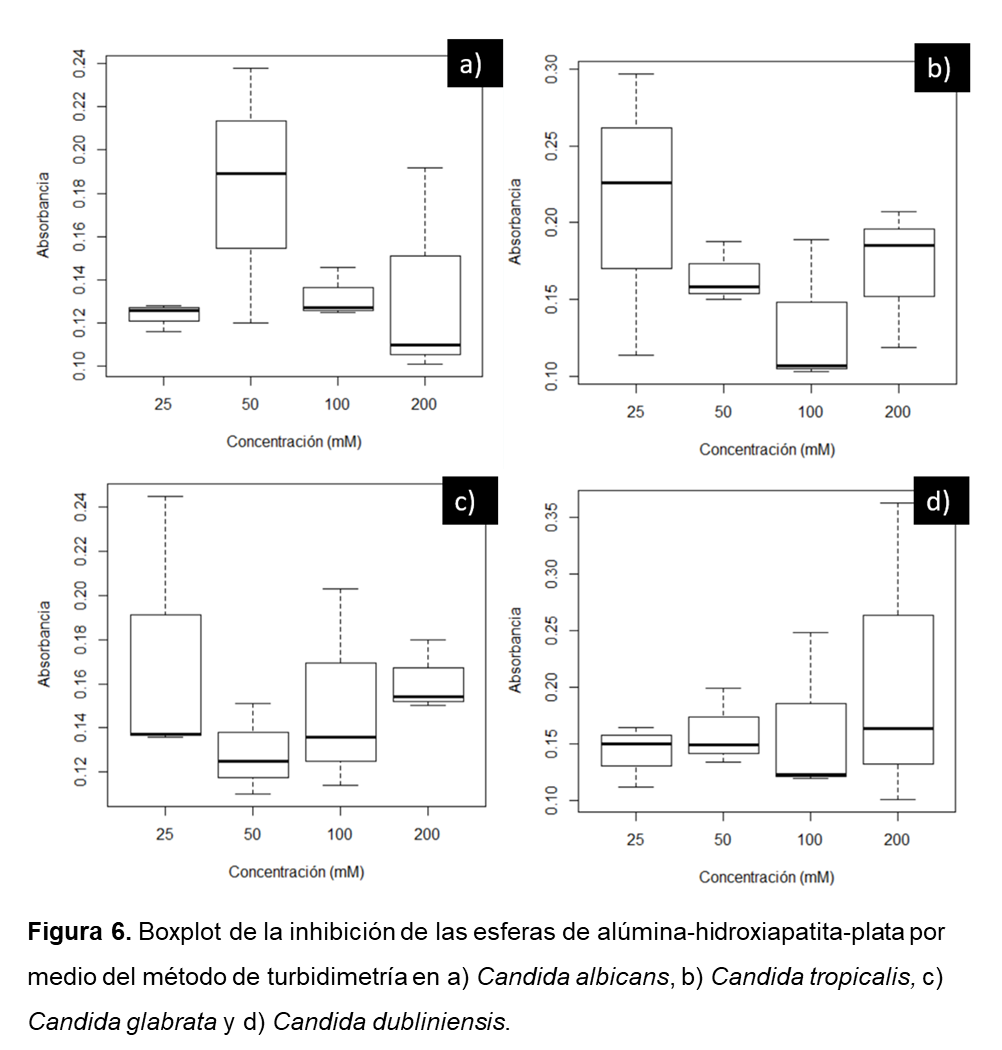 a)
0.24
0.22
0.20
0.18
0.16
0.14
0.12
0.10
Absorbancia
25 50 100 200
Concentración (mM)
b)
0.30
0.25
0.20
0.15
0.10
Absorbancia
25 50 100 200
Concentración (mM)
c)
0.24
0.22
0.20
0.18
0.16
0.14
0.12
Absorbancia
25 50 100 200
Concentración (mM)
d)
0.35
0.30
0.25
0.20
0.15
0.10
Absorbancia
25 50 100 200
Concentración (mM)
Figura 6. Boxplot de la inhibición de las esferas de alúmina-hidroxiapatita-plata por
medio del método de turbidimetría en a) Candida albicans, b) Candida tropicalis, c)
Candida glabrata y d) Candida dubliniensis.